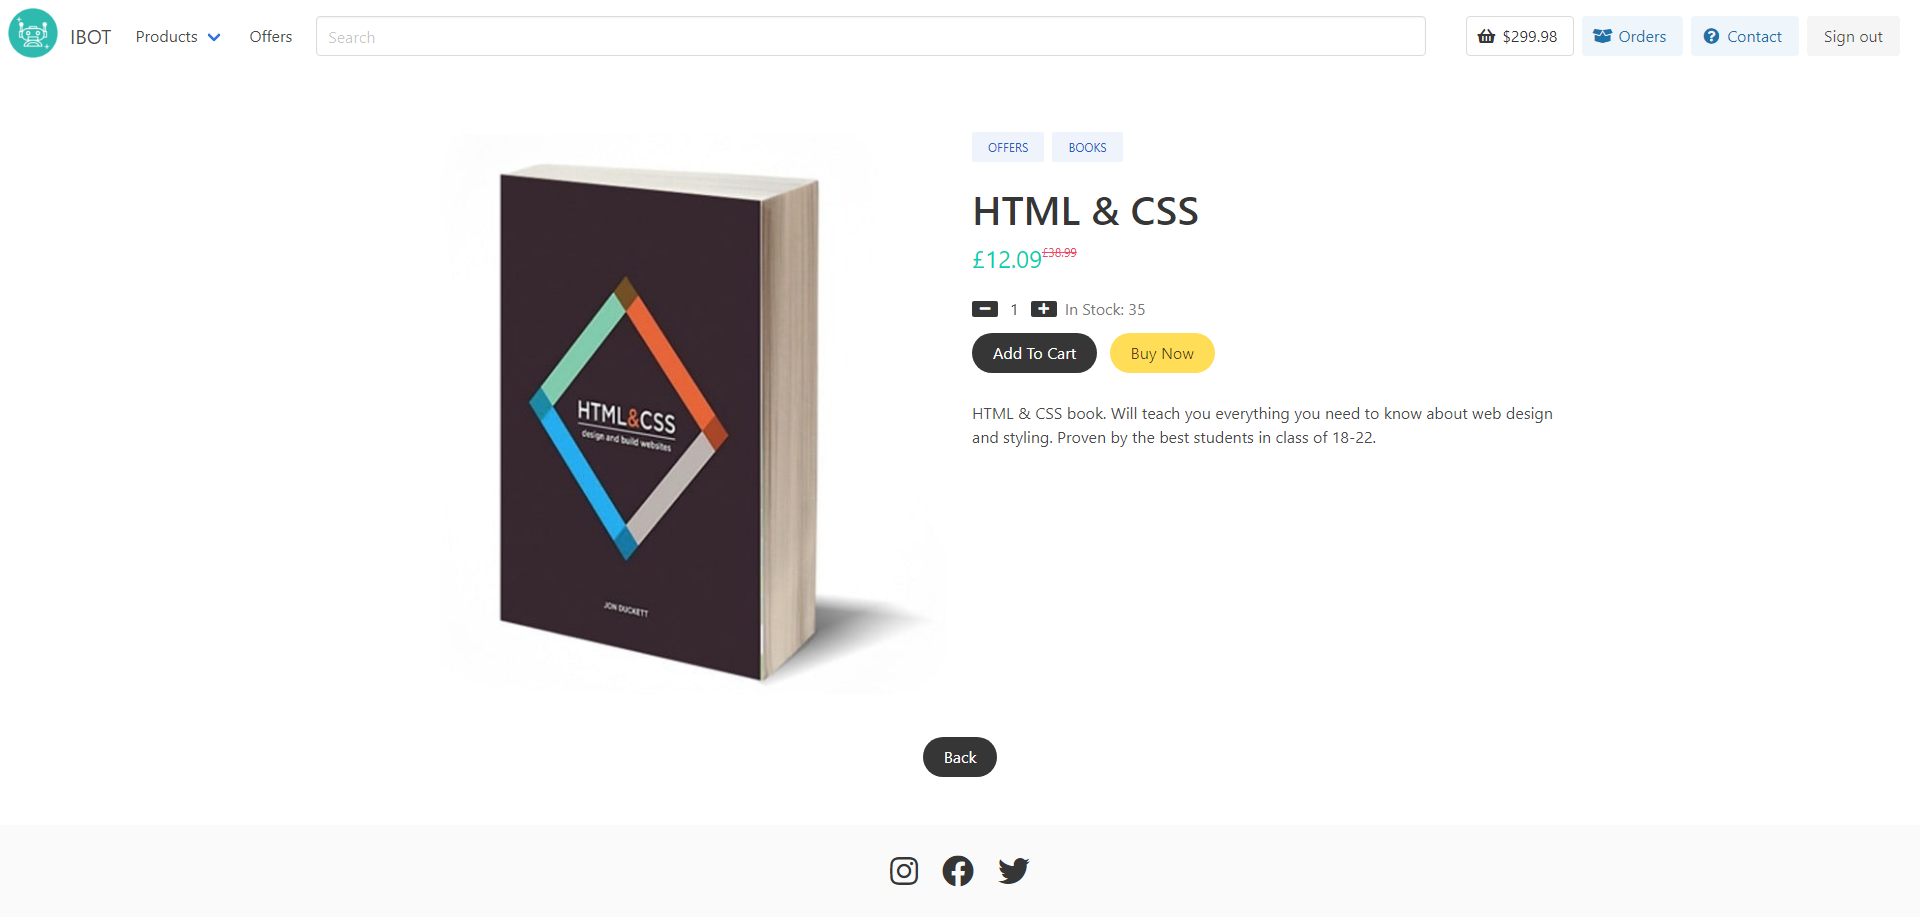 IBOT Products Offers Search $299.98 Orders Contact Sign out
OFFERS BOOKS
HTML & CSS
£12.09 £38.99
1 In Stock: 35
Add To Cart Buy Now
HTML & CSS book. Will teach you everything you need to know about web design
and styling. Proven by the best students in class of 18-22.
HTML&CSS
design and build websites
JON DUCKETT
Back